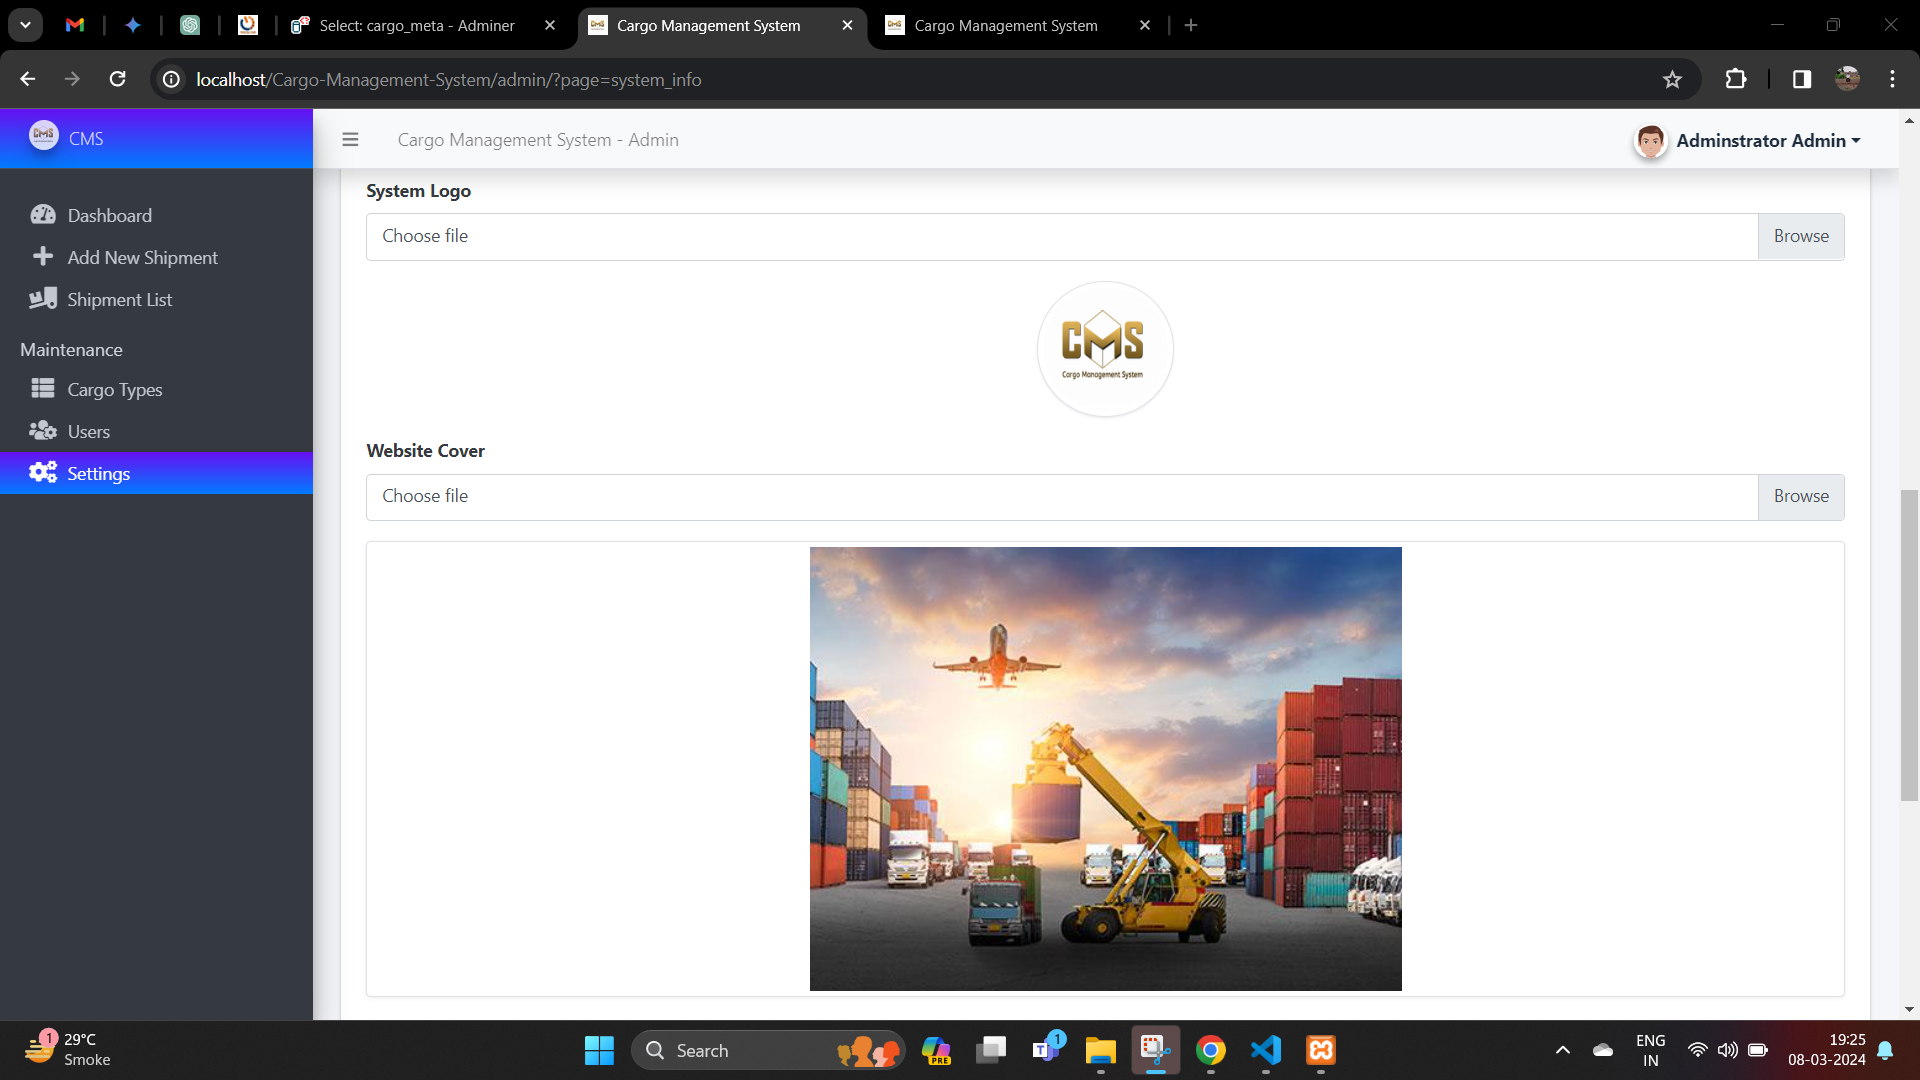 Select: cargo_meta - Adminer
Cargo Management System
Cargo Management System
localhost/Cargo-Management-System/admin/?page=system_info
CMS
CMS
Cargo Management System - Admin
Adminstrator Admin
Dashboard
Add New Shipment
Shipment List
Maintenance
Cargo Types
Users
Settings
System Logo
Choose file
Browse
CMS
Cargo Management System
Website Cover
Choose file
Browse
1
29°C
Smoke
Search
PRE
1
ENG
IN
19:25
08-03-2024